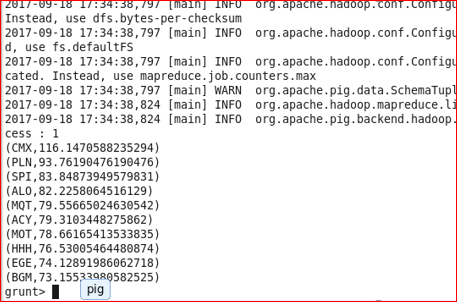 2017-09-18 17:34:38,797 [main] INFO  org.apache.hadoop.conf.Configu
Instead, use dfs.bytes-per-checksum
2017-09-18 17:34:38,797 [main] INFO  org.apache.hadoop.conf.Configu
d, use fs.defaultFS
2017-09-18 17:34:38,797 [main] INFO  org.apache.hadoop.conf.Configu
cated. Instead, use mapreduce.job.counters.max
2017-09-18 17:34:38,797 [main] WARN  org.apache.pig.data.SchemaTupl
2017-09-18 17:34:38,824 [main] INFO  org.apache.hadoop.mapreduce.li
2017-09-18 17:34:38,824 [main] INFO  org.apache.pig.backend.hadoop.
cess : 1
(CMX,116.1470588235294)
(PLN,93.76190476190476)
(SPI,83.84873949579831)
(ALO,82.2258064516129)
(MQT,79.55665024630542)
(ACY,79.3103448275862)
(MOT,78.66165413533835)
(HHH,76.53005464480874)
(EGE,74.12891986062718)
(BGM,73.15533980582525)
grunt>
pig